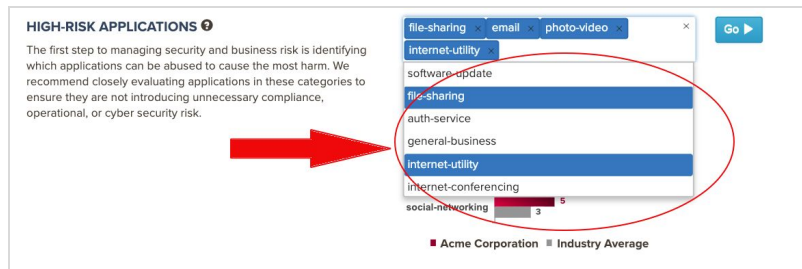 HIGH-RISK APPLICATIONS ?
The first step to managing security and business risk is identifying
which applications can be abused to cause the most harm. We
recommend closely evaluating applications in these categories to
ensure they are not introducing unnecessary compliance,
operational, or cyber security risk.
file-sharing × email × photo-video × ×
internet-utility ×
Go
software-update
file-sharing
auth-service
general-business
internet-utility
internet-conferencing
social-networking 5
3
Acme Corporation Industry Average